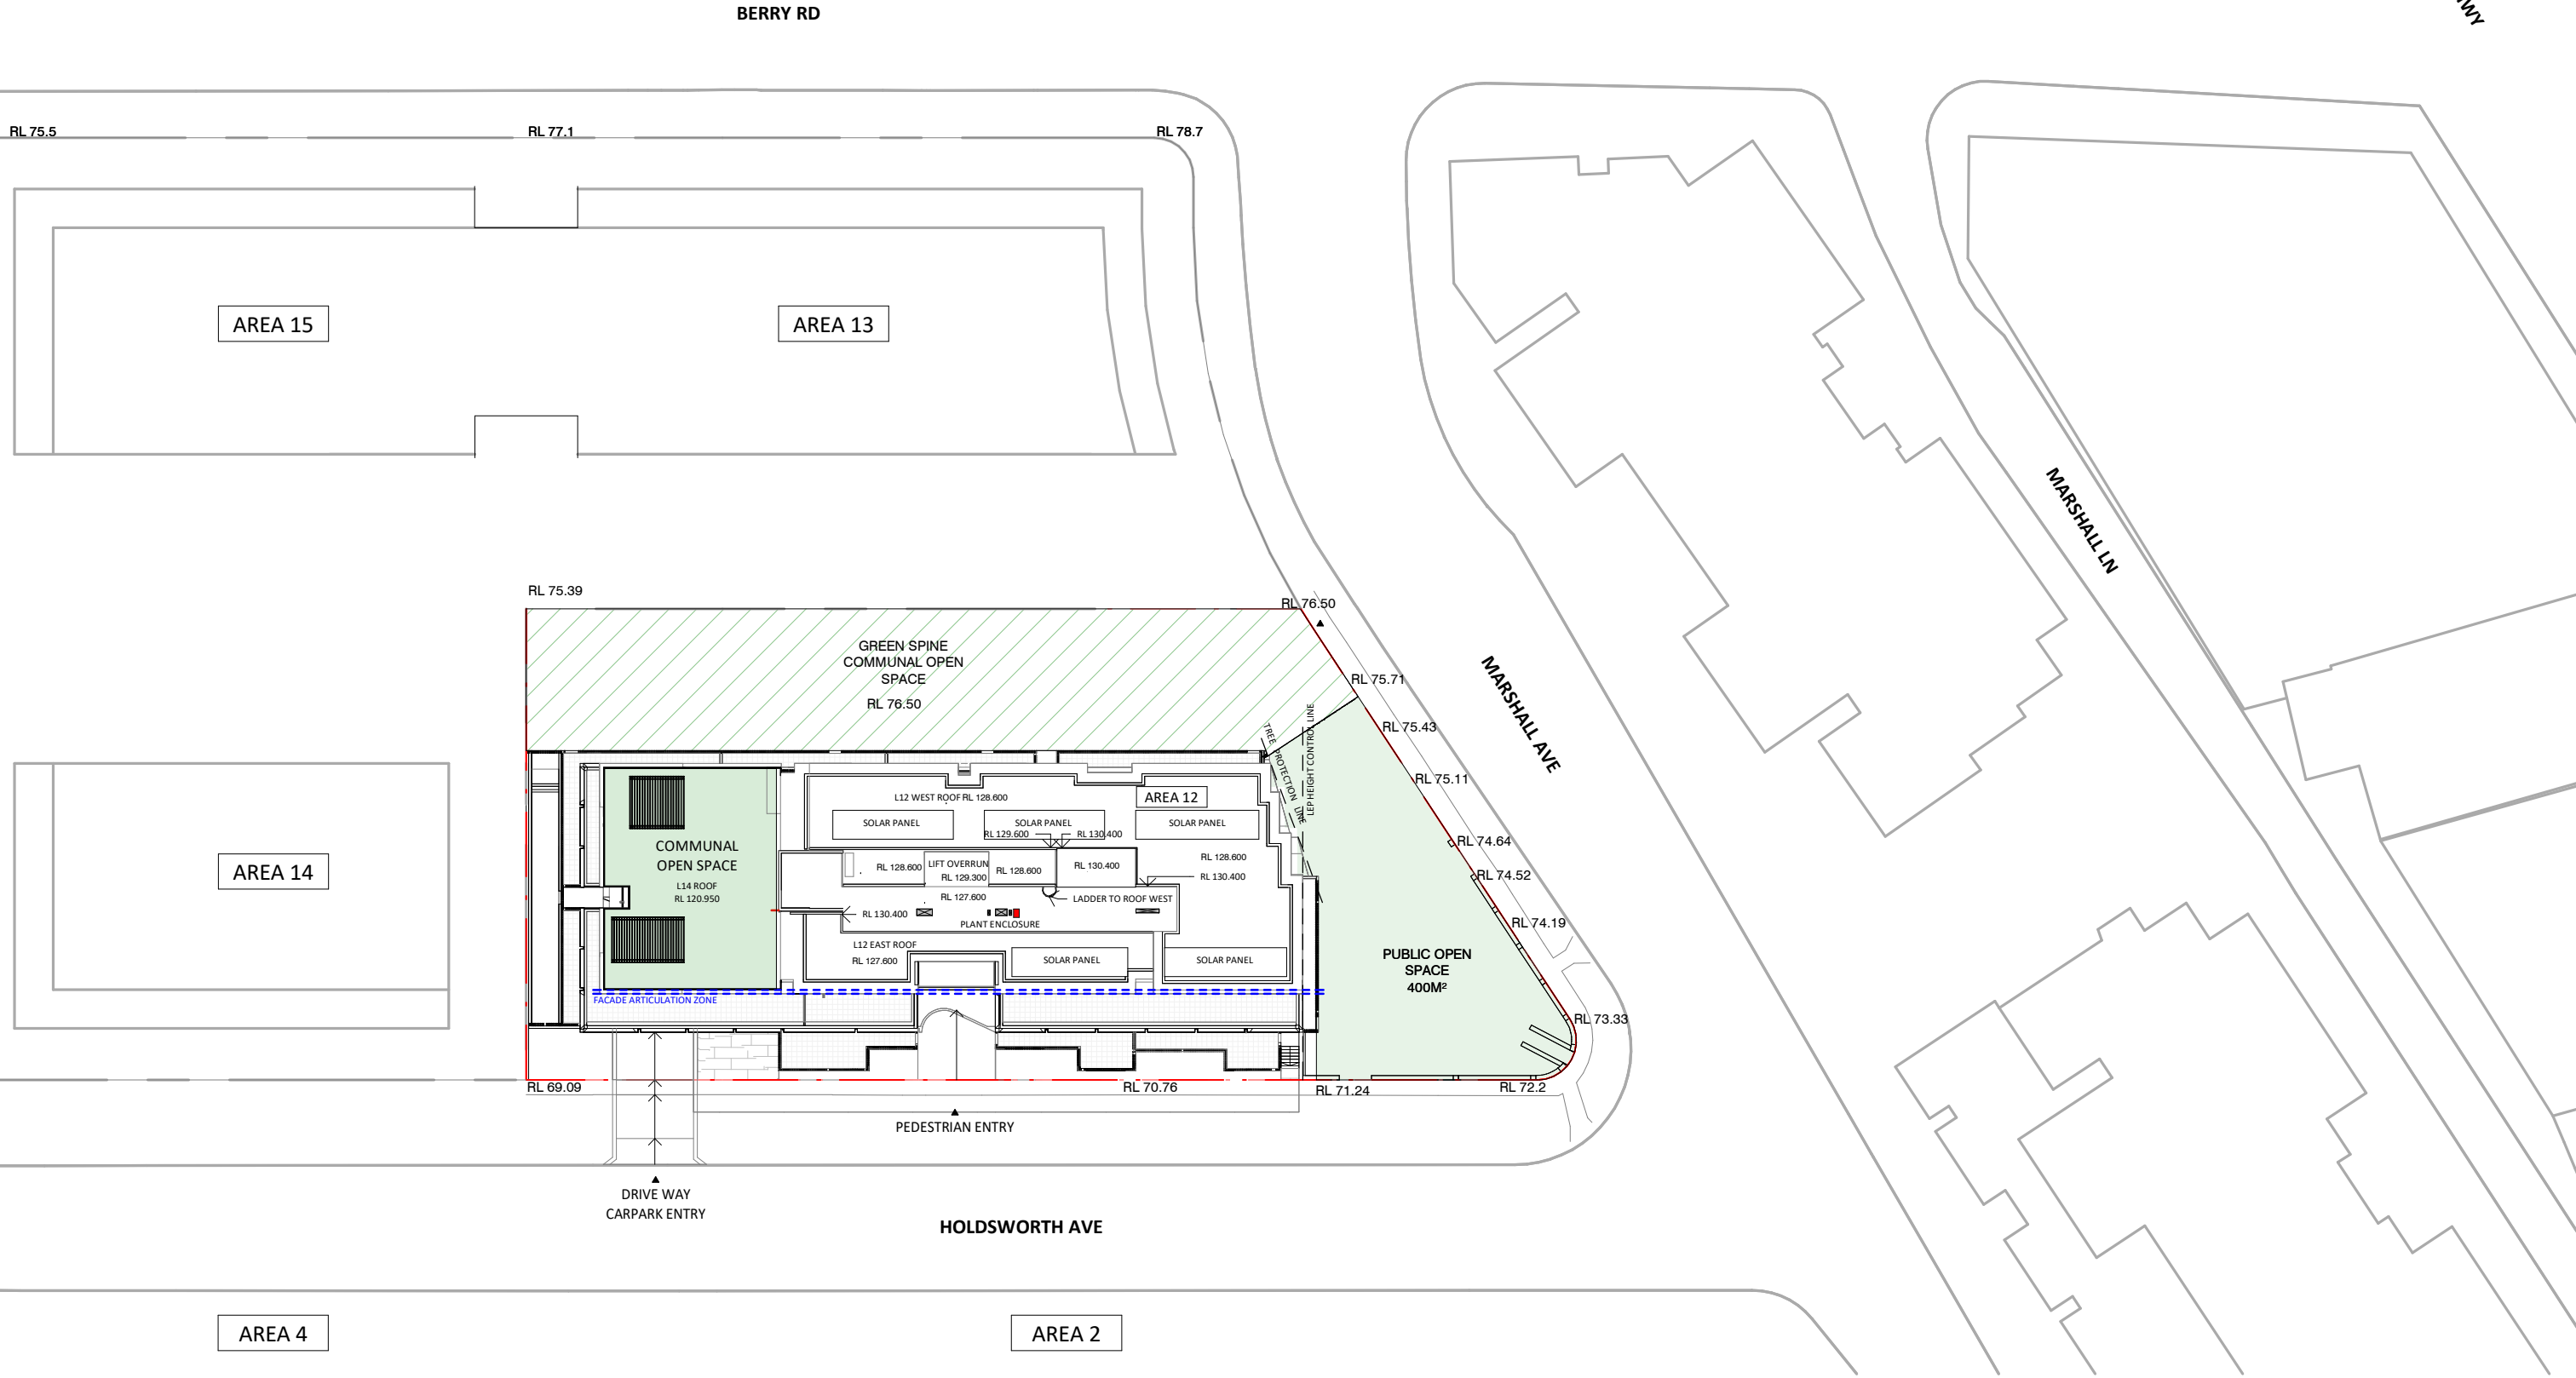 BERRY RD
WY
RL 75.5
RL 77.1
RL 78.7
AREA 15
AREA 13
MARSHALL LN
RL 75.39
RL 76.50
GREEN SPINE
COMMUNAL OPEN
SPACE
RL 76.50
RL 75.71
MARSHALL AVE
RL 75.43
TREE PROTECTION LINE
LEP HEIGHT CONTROL LINE
RL 75.11
L12 WEST ROOF RL 128.600
AREA 12
SOLAR PANEL
SOLAR PANEL
SOLAR PANEL
RL 129.600
RL 130.400
RL 74.64
COMMUNAL
OPEN SPACE
L14 ROOF
RL 120.950
RL 128.600
LIFT OVERRUN
RL 129.300
RL 128.600
RL 130.400
RL 128.600
RL 130.400
AREA 14
RL 74.52
RL 127.600
LADDER TO ROOF WEST
RL 130.400
PLANT ENCLOSURE
RL 74.19
L12 EAST ROOF
RL 127.600
SOLAR PANEL
SOLAR PANEL
PUBLIC OPEN
SPACE
400M²
FACADE ARTICULATION ZONE
RL 73.33
RL 69.09
RL 70.76
RL 71.24
RL 72.2
PEDESTRIAN ENTRY
DRIVE WAY
CARPARK ENTRY
HOLDSWORTH AVE
AREA 4
AREA 2